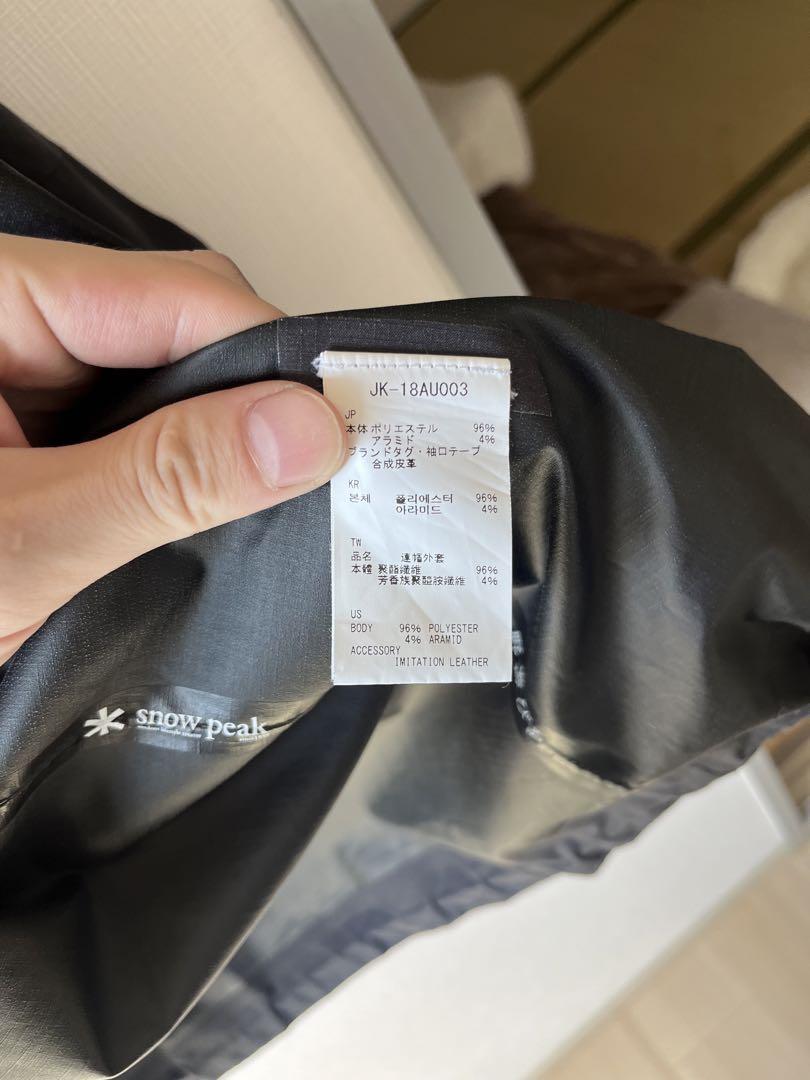 JK-18AU003
JP
本体 ポリエステル 96%
アラミド 4%
ブランドタグ・袖口テープ
合成皮革
KR
본체 폴리에스터 96%
아라미드 4%
TW
品名 連帽外套
本體 聚酯纖維 96%
芳香族聚醯胺纖維 4%
US
BODY 96% POLYESTER
4% ARAMID
ACCESSORY
IMITATION LEATHER
snow peak